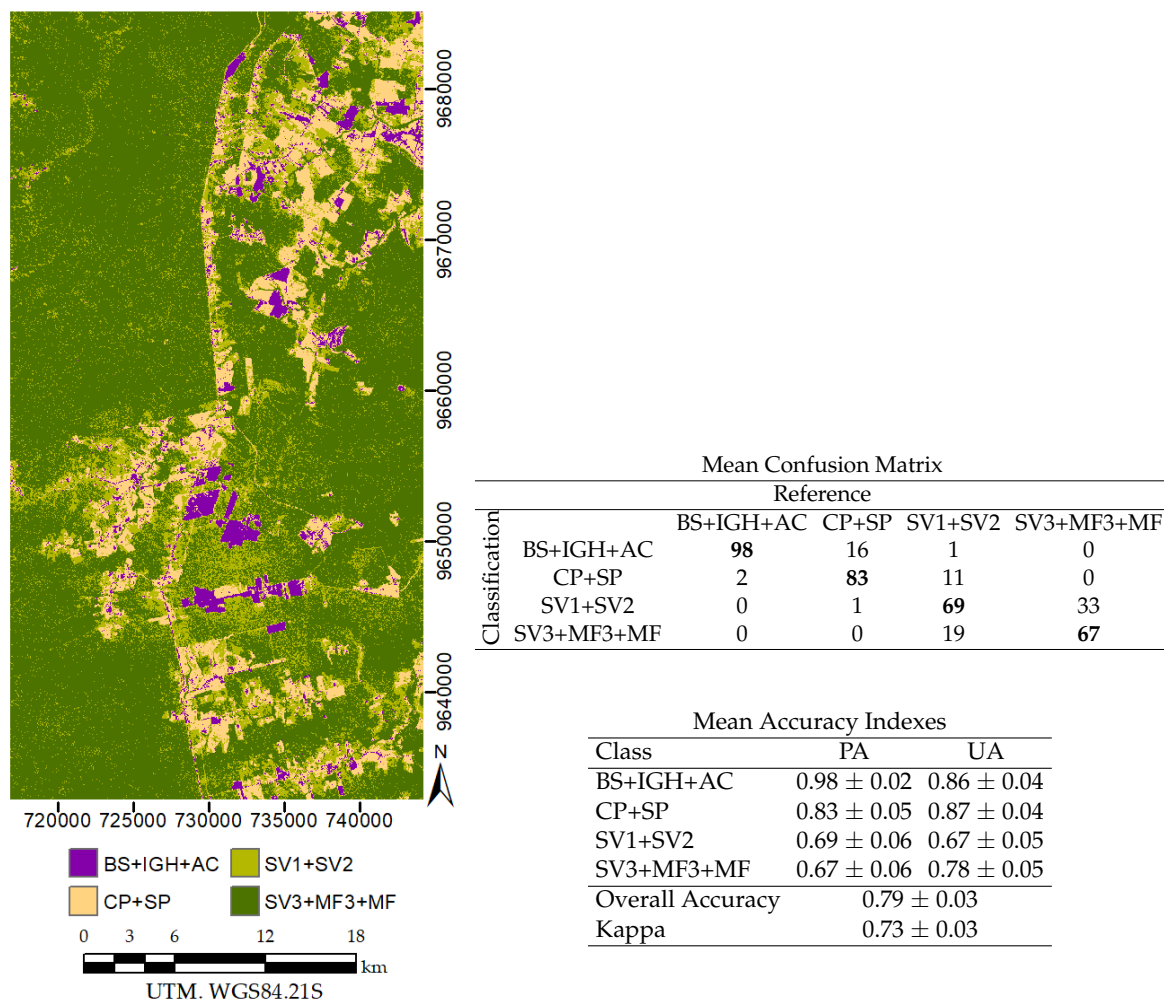 9680000
9670000
9660000
9650000
9640000
N
720000 725000 730000 735000 740000
BS+IGH+AC SV1+SV2
CP+SP SV3+MF3+MF
0 3 6 12 18
km
UTM. WGS84.21S
Mean Confusion Matrix
Reference
Classification
BS+IGH+AC CP+SP SV1+SV2 SV3+MF3+MF
BS+IGH+AC 98 16 1 0
CP+SP 2 83 11 0
SV1+SV2 0 1 69 33
SV3+MF3+MF 0 0 19 67
Mean Accuracy Indexes
Class PA UA
BS+IGH+AC 0.98 ± 0.02 0.86 ± 0.04
CP+SP 0.83 ± 0.05 0.87 ± 0.04
SV1+SV2 0.69 ± 0.06 0.67 ± 0.05
SV3+MF3+MF 0.67 ± 0.06 0.78 ± 0.05
Overall Accuracy 0.79 ± 0.03
Kappa 0.73 ± 0.03